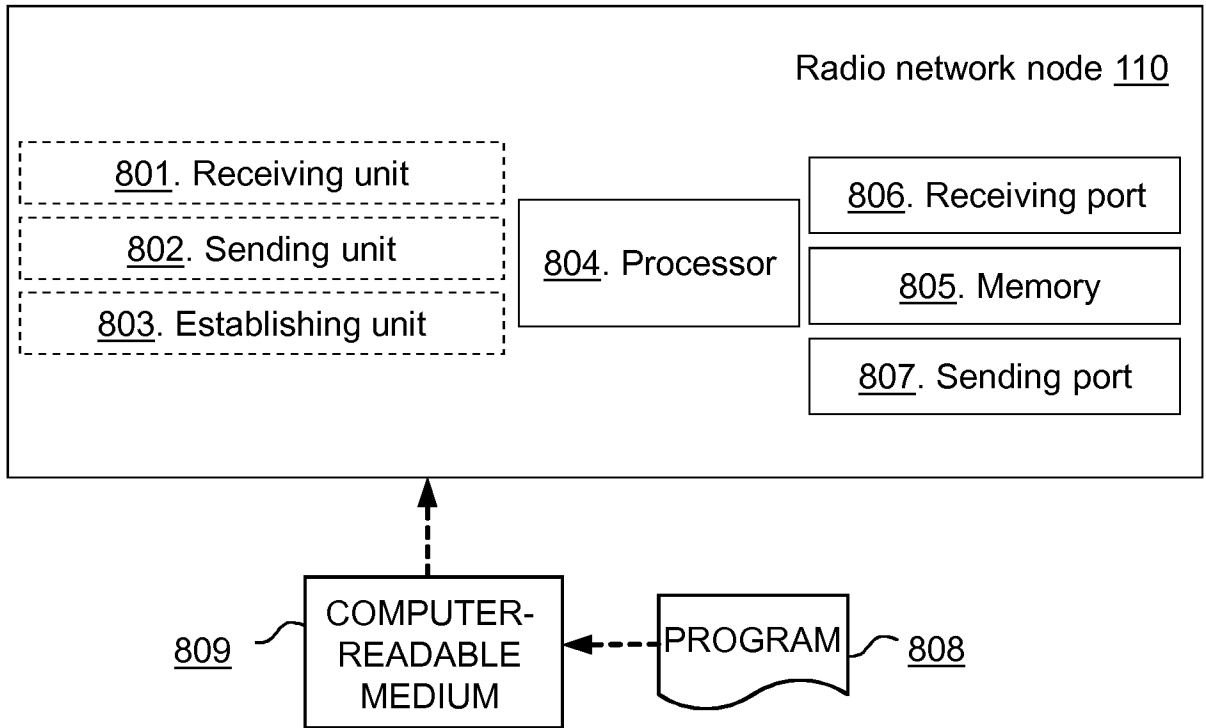 Radio network node 110
801. Receiving unit
802. Sending unit
803. Establishing unit
804. Processor
806. Receiving port
805. Memory
807. Sending port
809
COMPUTER-
READABLE
MEDIUM
PROGRAM
808